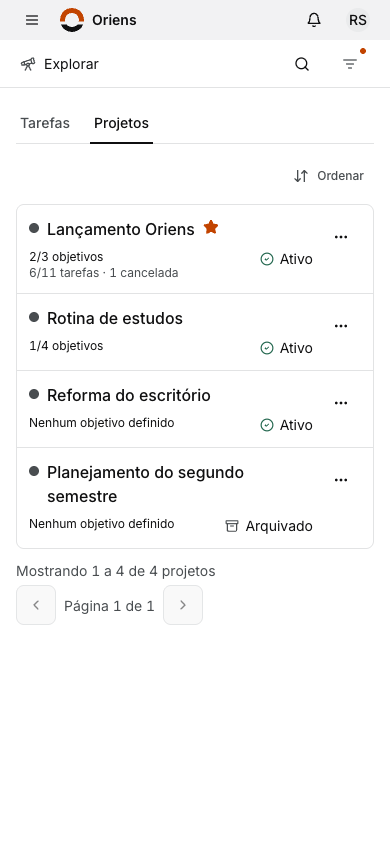 Oriens
RS
Explorar
Tarefas
Projetos
Ordenar
Lançamento Oriens
2/3 objetivos
6/11 tarefas · 1 cancelada
Ativo
Rotina de estudos
1/4 objetivos
Ativo
Reforma do escritório
Nenhum objetivo definido
Ativo
Planejamento do segundo
semestre
Nenhum objetivo definido
Arquivado
Mostrando 1 a 4 de 4 projetos
Página 1 de 1